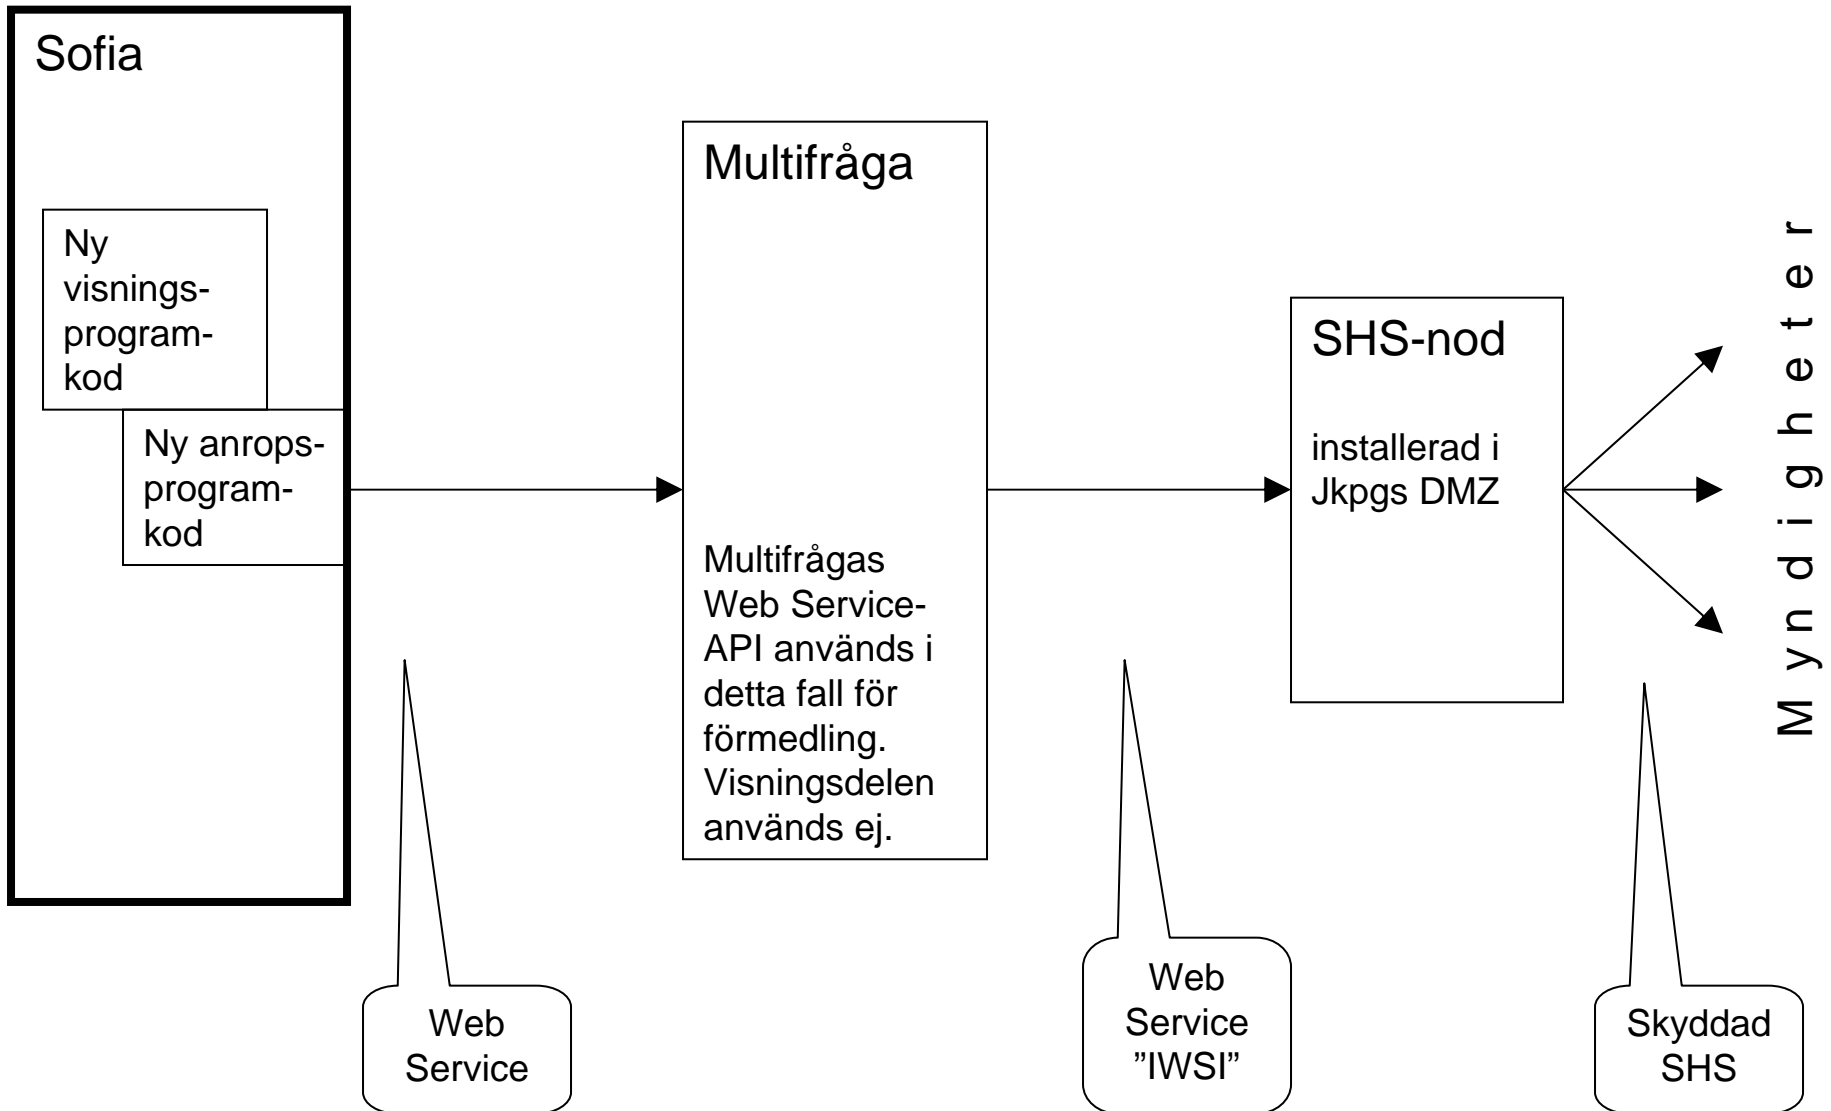 Sofia
Ny
visnings-
program-
kod
Ny anrops-
program-
kod
Multifråga
Multifrågas
Web Service-
API används i
detta fall för
förmedling.
Visningsdelen
används ej.
SHS-nod
installerad i
Jkpgs DMZ
Myndigheter
Web
Service
Web
Service
”IWSI”
Skyddad
SHS